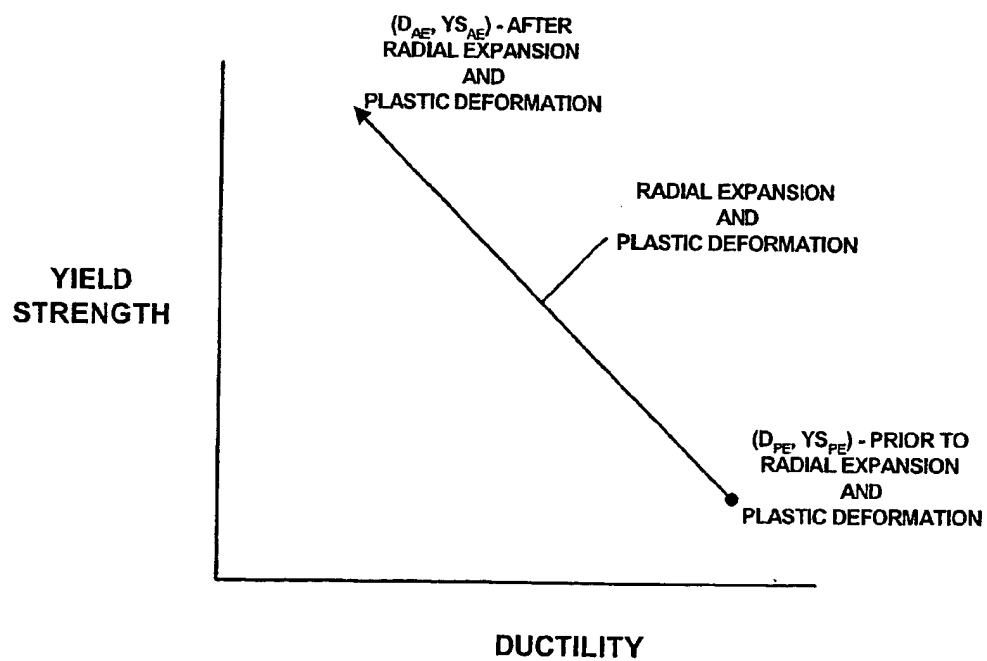 (D_AE, YS_AE) - AFTER
RADIAL EXPANSION
AND
PLASTIC DEFORMATION
RADIAL EXPANSION
AND
PLASTIC DEFORMATION
YIELD
STRENGTH
(D_PE, YS_PE) - PRIOR TO
RADIAL EXPANSION
AND
PLASTIC DEFORMATION
DUCTILITY